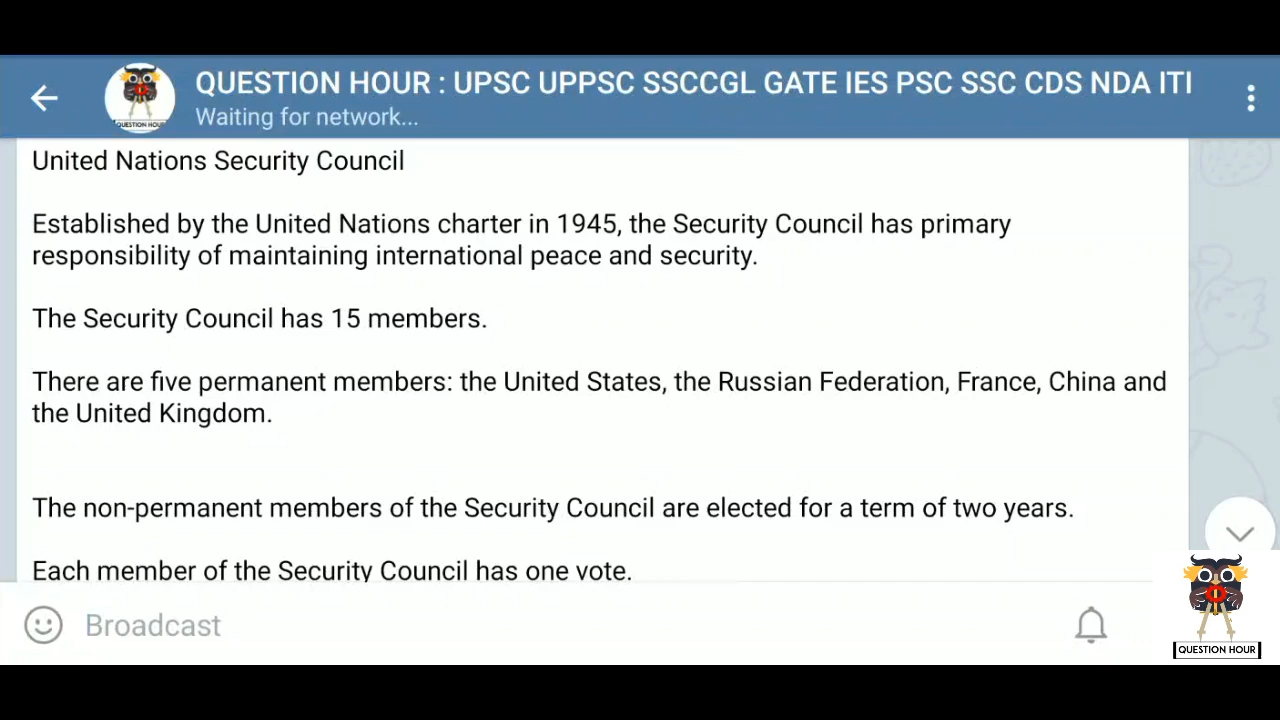 QUESTION HOUR : UPSC UPPSC SSCCGL GATE IES PSC SSC CDS NDA ITI
QUESTION HOUR
Waiting for network...
United Nations Security Council
Established by the United Nations charter in 1945, the Security Council has primary
responsibility of maintaining international peace and security.
The Security Council has 15 members.
There are five permanent members: the United States, the Russian Federation, France, China and
the United Kingdom.
The non-permanent members of the Security Council are elected for a term of two years.
Each member of the Security Council has one vote.
Broadcast
QUESTION HOUR